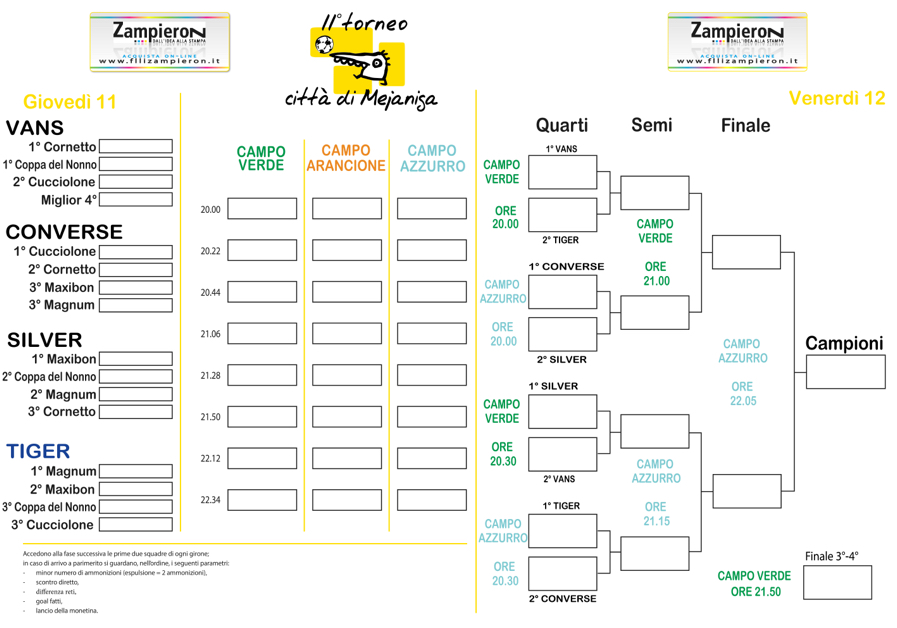 Zampieron
DALL'IDEA ALLA STAMPA
ACQUISTA ON-LINE
www.fllizampieron.it
11° torneo
città di Mejaniga
Zampieron
DALL'IDEA ALLA STAMPA
ACQUISTA ON-LINE
www.fllizampieron.it
Giovedì 11
VANS
1° Cornetto
1° Coppa del Nonno
2° Cucciolone
Miglior 4°
CONVERSE
1° Cucciolone
2° Cornetto
3° Maxibon
3° Magnum
SILVER
1° Maxibon
2° Coppa del Nonno
2° Magnum
3° Cornetto
TIGER
1° Magnum
2° Maxibon
3° Coppa del Nonno
3° Cucciolone
CAMPO
VERDE
CAMPO
ARANCIONE
CAMPO
AZZURRO
20.00
20.22
20.44
21.06
21.28
21.50
22.12
22.34
Accedono alla fase successiva le prime due squadre di ogni girone;
in caso di arrivo a parimerito si guardano, nell'ordine, i seguenti parametri:
- minor numero di ammonizioni (espulsione = 2 ammonizioni),
- scontro diretto,
- differenza reti,
- goal fatti,
- lancio della monetina.
Venerdì 12
Quarti
Semi
Finale
1° VANS
CAMPO
VERDE
ORE
20.00
2° TIGER
1° CONVERSE
CAMPO
AZZURRO
ORE
20.00
2° SILVER
1° SILVER
CAMPO
VERDE
ORE
20.30
2° VANS
1° TIGER
CAMPO
AZZURRO
ORE
20.30
2° CONVERSE
CAMPO
VERDE
ORE
21.00
CAMPO
AZZURRO
ORE
21.15
CAMPO
AZZURRO
ORE
22.05
Campioni
Finale 3°-4°
CAMPO VERDE
ORE 21.50